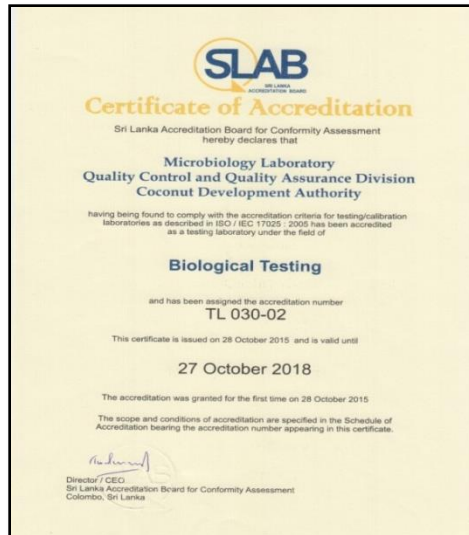 SLAB
SRI LANKA
ACCREDITATION BOARD
Certificate of Accreditation
Sri Lanka Accreditation Board for Conformity Assessment
hereby declares that
Microbiology Laboratory
Quality Control and Quality Assurance Division
Coconut Development Authority
having being found to comply with the accreditation criteria for testing/calibration
laboratories as described in ISO / IEC 17025 : 2005 has been accredited
as a testing laboratory under the field of
Biological Testing
and has been assigned the accreditation number
TL 030-02
This certificate is issued on 28 October 2015 and is valid until
27 October 2018
The accreditation was granted for the first time on 28 October 2015
The scope and conditions of accreditation are specified in the Schedule of
Accreditation bearing the accreditation number appearing in this certificate.
Director / CEO
Sri Lanka Accreditation Board for Conformity Assessment
Colombo, Sri Lanka